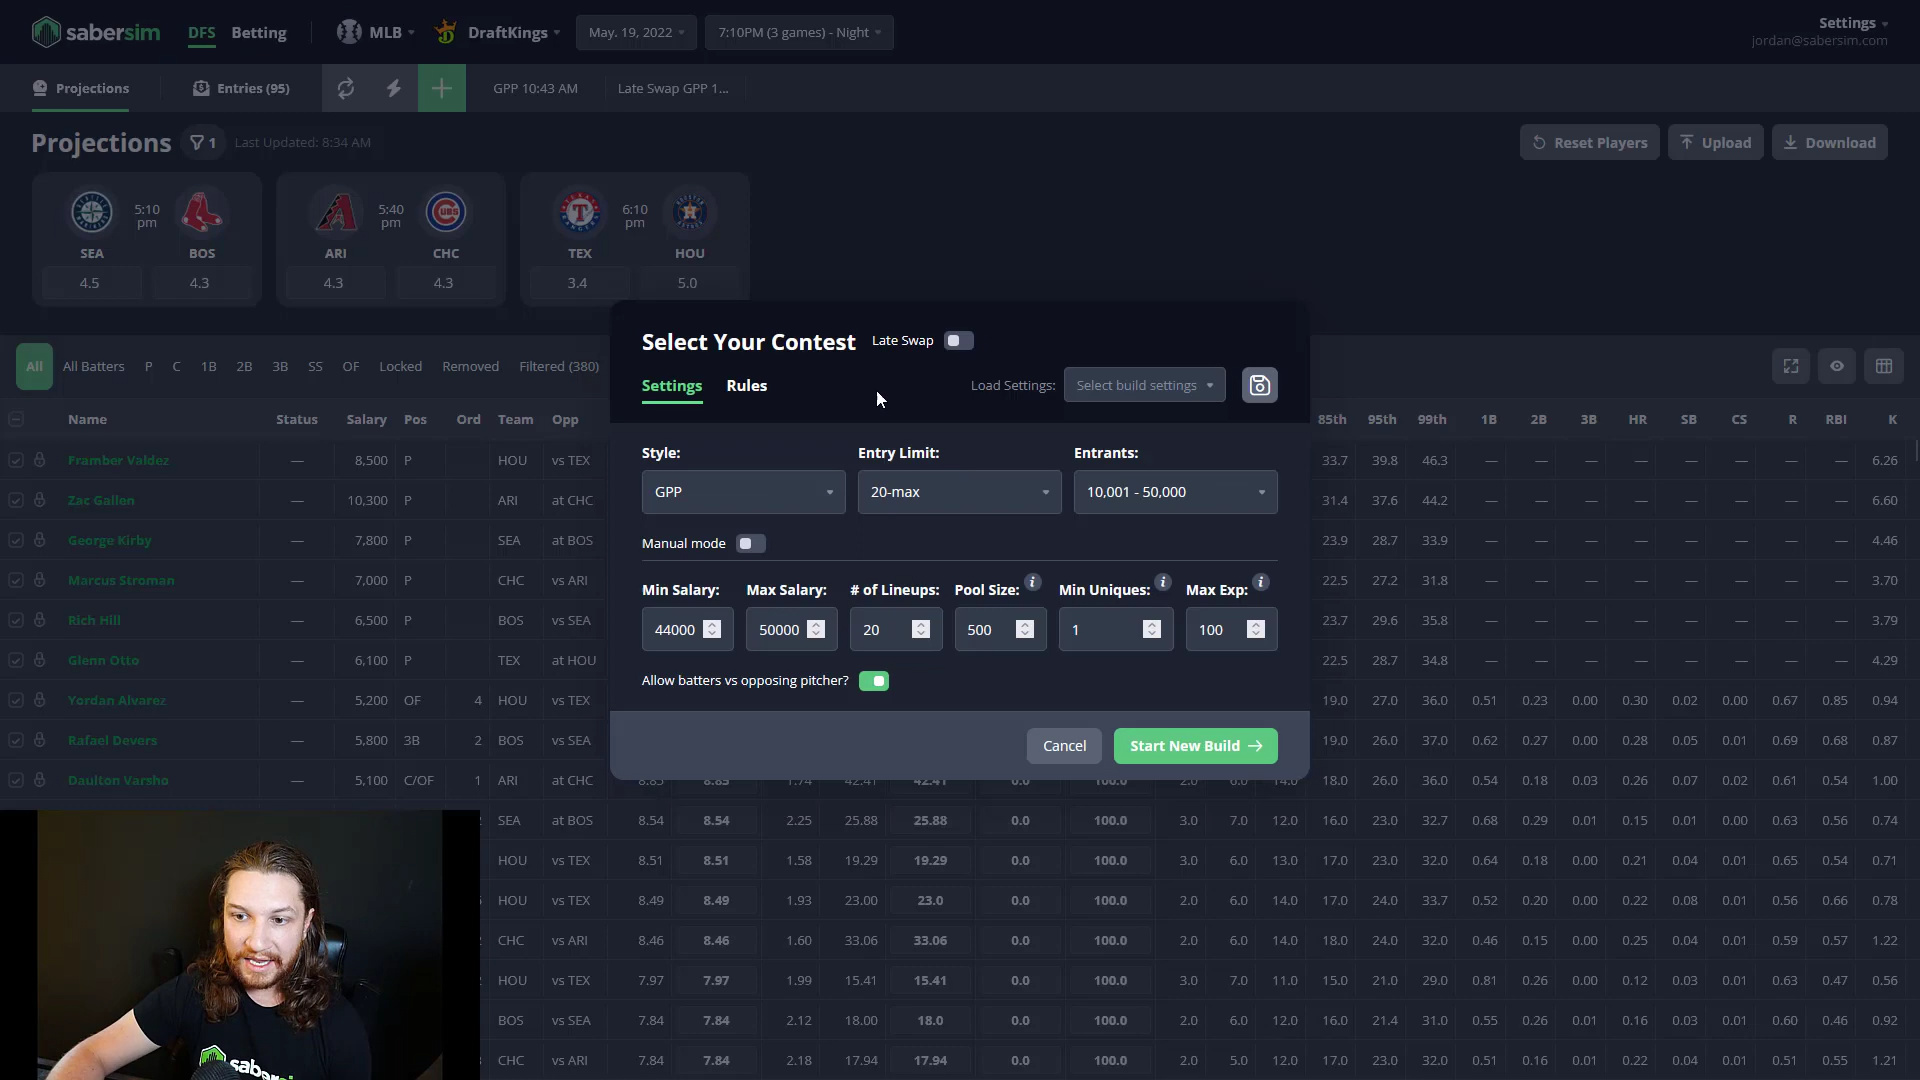 sabersim DFS Betting MLB DraftKings May. 19, 2022 7:10PM (3 games) - Night Settings
jordan@sabersim.com
Projections Entries (95) GPP 10:43 AM Late Swap GPP 1...
Projections 1 Last Updated: 8:34 AM Reset Players Upload Download
5:10 pm 5:40 pm 6:10 pm
SEA BOS ARI CHC TEX HOU
4.5 4.3 4.3 4.3 3.4 5.0
Select Your Contest Late Swap
Settings Rules Load Settings: Select build settings
Style: Entry Limit: Entrants:
GPP 20-max 10,001 - 50,000
Manual mode
Min Salary: Max Salary: # of Lineups: Pool Size: Min Uniques: Max Exp:
44000 50000 20 500 1 100
Allow batters vs opposing pitcher?
Cancel Start New Build
All All Batters P C 1B 2B 3B SS OF Locked Removed Filtered (380)
Name Status Salary Pos Ord Team Opp 85th 95th 99th 1B 2B 3B HR SB CS R RBI K
Framber Valdez — 8,500 P HOU vs TEX 33.7 39.8 46.3 — — — — — — — — 6.26
Zac Gallen — 10,300 P ARI at CHC 31.4 37.6 44.2 — — — — — — — — 6.60
George Kirby — 7,800 P SEA at BOS 23.9 28.7 33.9 — — — — — — — — 4.46
Marcus Stroman — 7,000 P CHC vs ARI 22.5 27.2 31.8 — — — — — — — — 3.70
Rich Hill — 6,500 P BOS vs SEA 23.7 29.6 35.8 — — — — — — — — 3.79
Glenn Otto — 6,100 P TEX at HOU 22.5 28.7 34.8 — — — — — — — — 4.29
Yordan Alvarez — 5,200 OF 4 HOU vs TEX 19.0 27.0 36.0 0.51 0.23 0.00 0.30 0.02 0.00 0.67 0.85 0.94
Rafael Devers — 5,800 3B 2 BOS vs SEA 19.0 26.0 37.0 0.62 0.27 0.00 0.28 0.05 0.01 0.69 0.68 0.87
Daulton Varsho — 5,100 C/OF 1 ARI at CHC 8.85 8.85 1.74 42.41 42.41 0.0 100.0 2.0 6.0 14.0 18.0 26.0 36.0 0.54 0.18 0.03 0.26 0.07 0.02 0.61 0.54 1.00
SEA at BOS 8.54 8.54 2.25 25.88 25.88 0.0 100.0 3.0 7.0 12.0 16.0 23.0 32.7 0.68 0.29 0.01 0.15 0.01 0.00 0.63 0.56 0.74
HOU vs TEX 8.51 8.51 1.58 19.29 19.29 0.0 100.0 3.0 6.0 13.0 17.0 23.0 32.0 0.64 0.18 0.00 0.21 0.04 0.01 0.65 0.54 0.71
HOU vs TEX 8.49 8.49 1.93 23.00 23.0 0.0 100.0 2.0 6.0 14.0 17.0 24.0 33.7 0.52 0.20 0.00 0.22 0.08 0.01 0.56 0.66 0.78
CHC vs ARI 8.46 8.46 1.60 33.06 33.06 0.0 100.0 2.0 6.0 14.0 18.0 24.0 32.0 0.46 0.15 0.00 0.25 0.04 0.01 0.59 0.57 1.22
HOU vs TEX 7.97 7.97 1.99 15.41 15.41 0.0 100.0 3.0 7.0 11.0 15.0 21.0 29.0 0.81 0.26 0.00 0.12 0.03 0.01 0.63 0.47 0.56
BOS vs SEA 7.84 7.84 2.12 18.00 18.0 0.0 100.0 2.0 6.0 12.0 16.0 21.4 31.0 0.55 0.26 0.01 0.16 0.03 0.01 0.60 0.46 0.92
CHC vs ARI 7.84 7.84 2.18 17.94 17.94 0.0 100.0 2.0 5.0 12.0 17.0 23.0 32.0 0.51 0.16 0.01 0.22 0.04 0.01 0.51 0.55 1.21